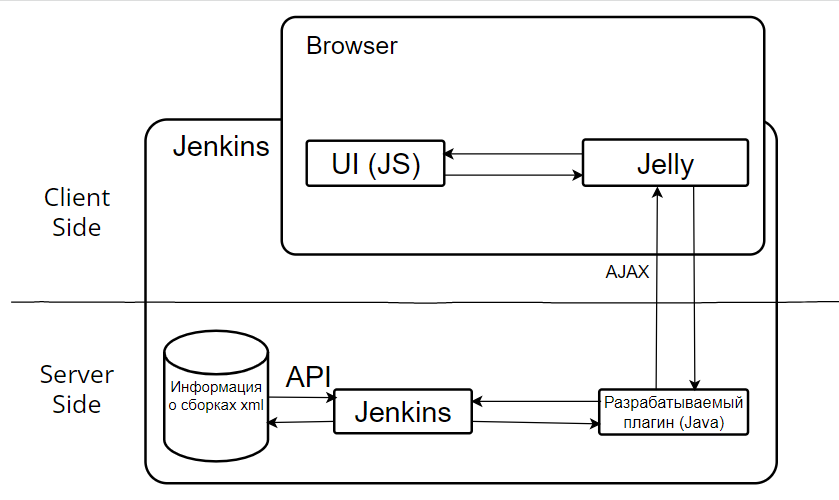 Browser
Jenkins
UI (JS)
Jelly
Client
Side
AJAX
Server
Side
Информация
о сборках xml
API
Jenkins
Разрабатываемый
плагин (Java)